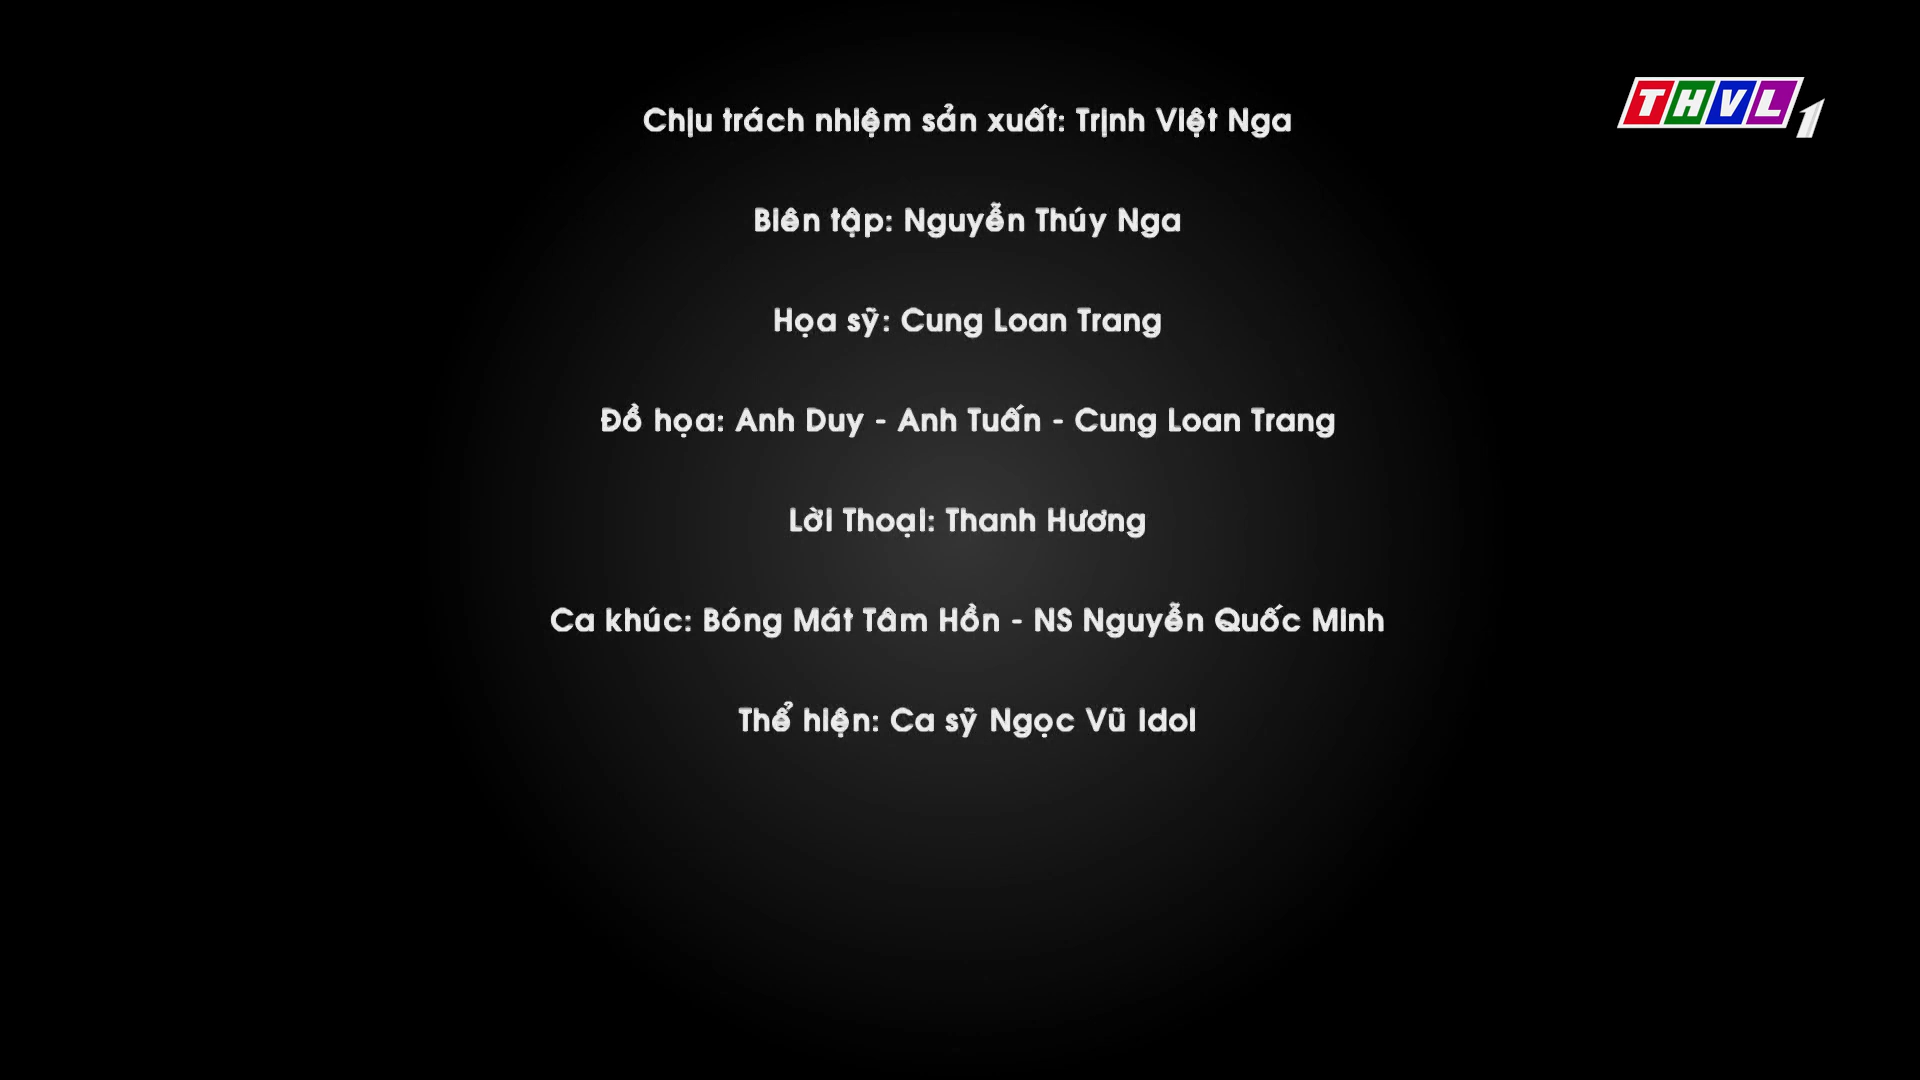 THVL1
Chịu trách nhiệm sản xuất: Trịnh Việt Nga
Biên tập: Nguyễn Thúy Nga
Họa sỹ: Cung Loan Trang
Đồ họa: Anh Duy - Anh Tuấn - Cung Loan Trang
Lời Thoại: Thanh Hương
Ca khúc: Bóng Mát Tâm Hồn - NS Nguyễn Quốc Minh
Thể hiện: Ca sỹ Ngọc Vũ Idol